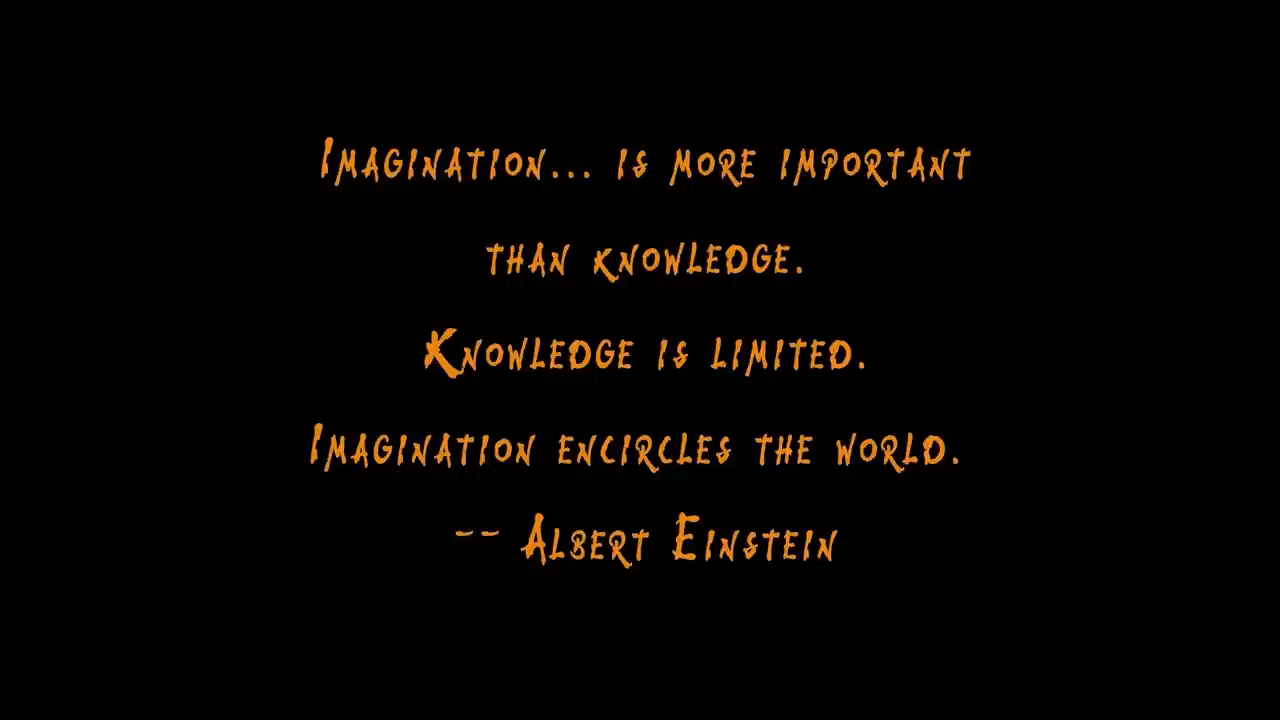 Imagination... is more important
than knowledge.
Knowledge is limited.
Imagination encircles the world.
-- Albert Einstein